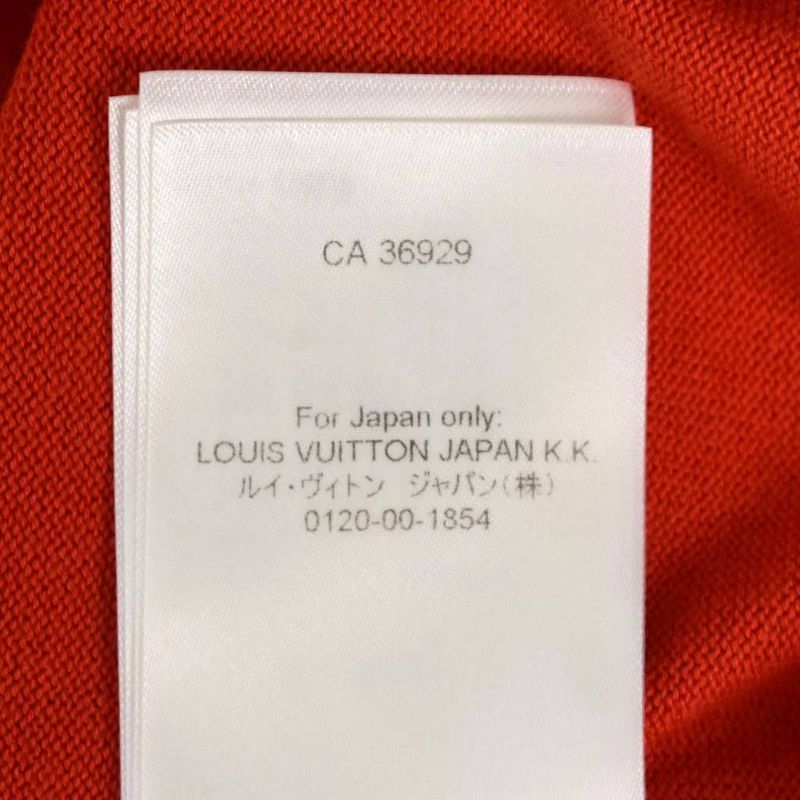 CA 36929
For Japan only:
LOUIS VUITTON JAPAN K.K.
ルイ・ヴィトン ジャパン(株)
0120-00-1854